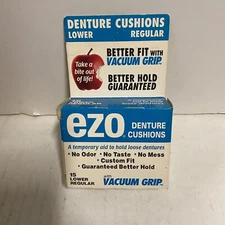 DENTURE CUSHIONS
LOWER REGULAR
Take a
bite out
of life!
BETTER FIT WITH
VACUUM GRIP.
BETTER HOLD
GUARANTEED
ezo DENTURE
CUSHIONS
A temporary aid to hold loose dentures
• No Odor • No Taste • No Mess
• Custom Fit
• Guaranteed Better Hold
15 LOWER
REGULAR
with
VACUUM GRIP.